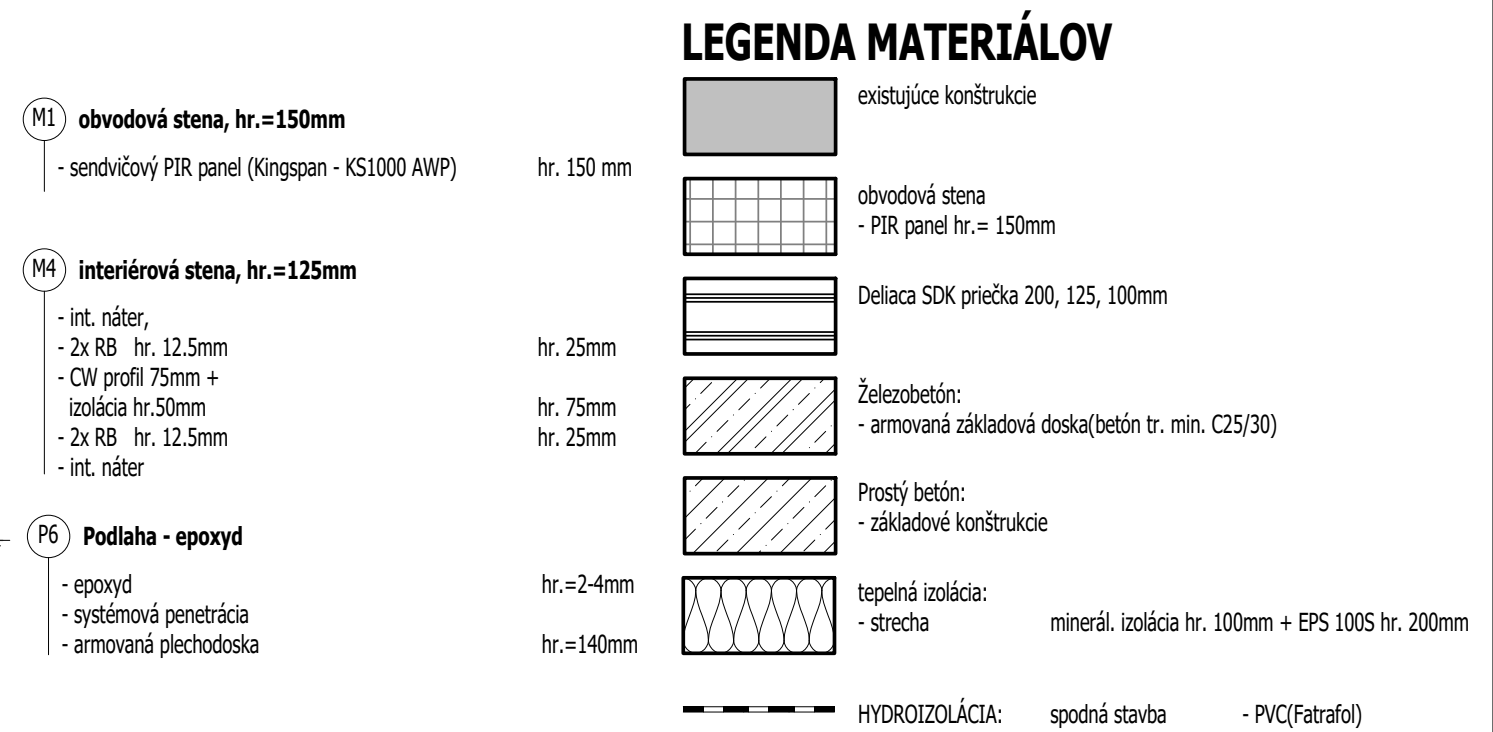 M1 obvodová stena, hr.=150mm
- sendvičový PIR panel (Kingspan - KS1000 AWP) hr. 150 mm
M4 interiérová stena, hr.=125mm
- int. náter,
- 2x RB hr. 12.5mm hr. 25mm
- CW profil 75mm +
izolácia hr.50mm hr. 75mm
- 2x RB hr. 12.5mm hr. 25mm
- int. náter
P6 Podlaha - epoxyd
- epoxyd hr.=2-4mm
- systémová penetrácia
- armovaná plechodoska hr.=140mm
LEGENDA MATERIÁLOV
existujúce konštrukcie
obvodová stena
- PIR panel hr.= 150mm
Deliaca SDK priečka 200, 125, 100mm
Železobetón:
- armovaná základová doska(betón tr. min. C25/30)
Prostý betón:
- základové konštrukcie
tepelná izolácia:
- strecha minerál. izolácia hr. 100mm + EPS 100S hr. 200mm
HYDROIZOLÁCIA: spodná stavba - PVC(Fatrafol)